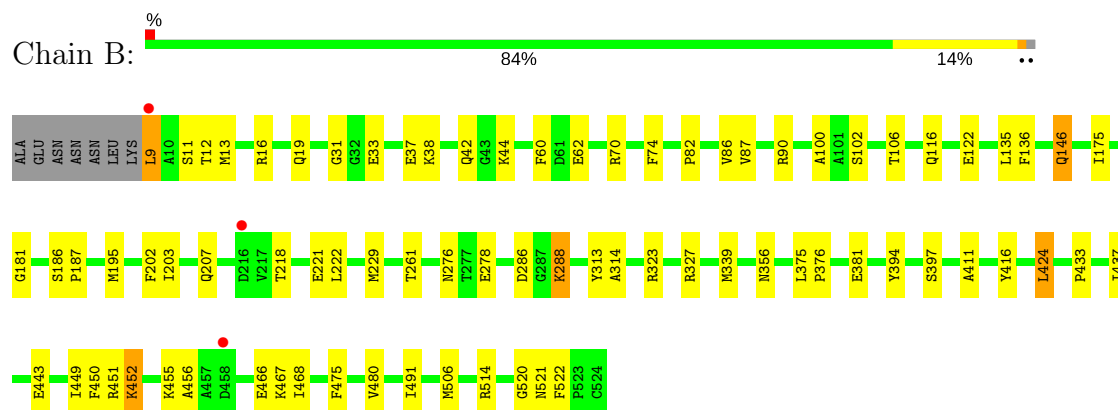 %
Chain B:
84% 14% ••
ALA GLU ASN ASN ASN LEU LYS L9 A10 S11 T12 M13 R16 Q19 G31 G32 E33 E37 K38 Q42 G43 K44 F60 D61 E62 R70 F74 P82 V86 V87 R90 A100 A101 S102 T106 Q116 E122 L135 F136 Q146 I175
G181 S186 P187 M195 F202 I203 Q207 D216 V217 T218 E221 L222 M229 T261 N276 T277 E278 D286 G287 K288 Y313 A314 R323 R327 M339 N356 L375 P376 E381 Y394 S397 A411 Y416 L424 P433
E443 I449 F450 R451 K452 K455 A456 A457 D458 E466 K467 I468 F475 V480 I491 M506 R514 G520 N521 F522 P523 C524